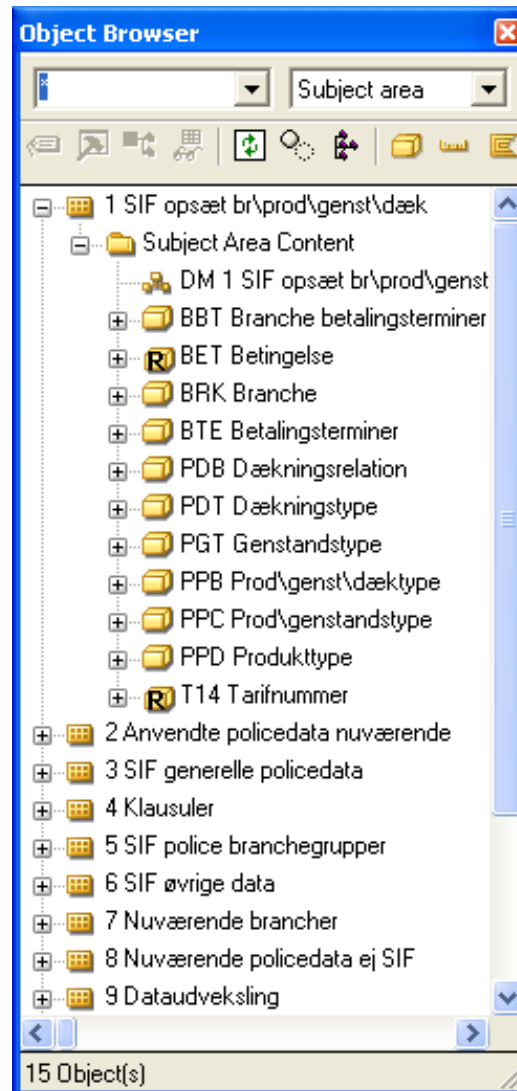 Object Browser
*
Subject area
1 SIF opsæt br\prod\genst\dæk
Subject Area Content
DM 1 SIF opsæt br\prod\genst
BBT Branche betalingsterminer
R BET Betingelse
BRK Branche
BTE Betalingsterminer
PDB Dækningsrelation
PDT Dækningstype
PGT Genstandstype
PPB Prod\genst\dæktype
PPC Prod\genstandstype
PPD Produkttype
R T14 Tarifnummer
2 Anvendte policedata nuværende
3 SIF generelle policedata
4 Klausuler
5 SIF police branchegrupper
6 SIF øvrige data
7 Nuværende brancher
8 Nuværende policedata ej SIF
9 Dataudveksling
15 Object(s)